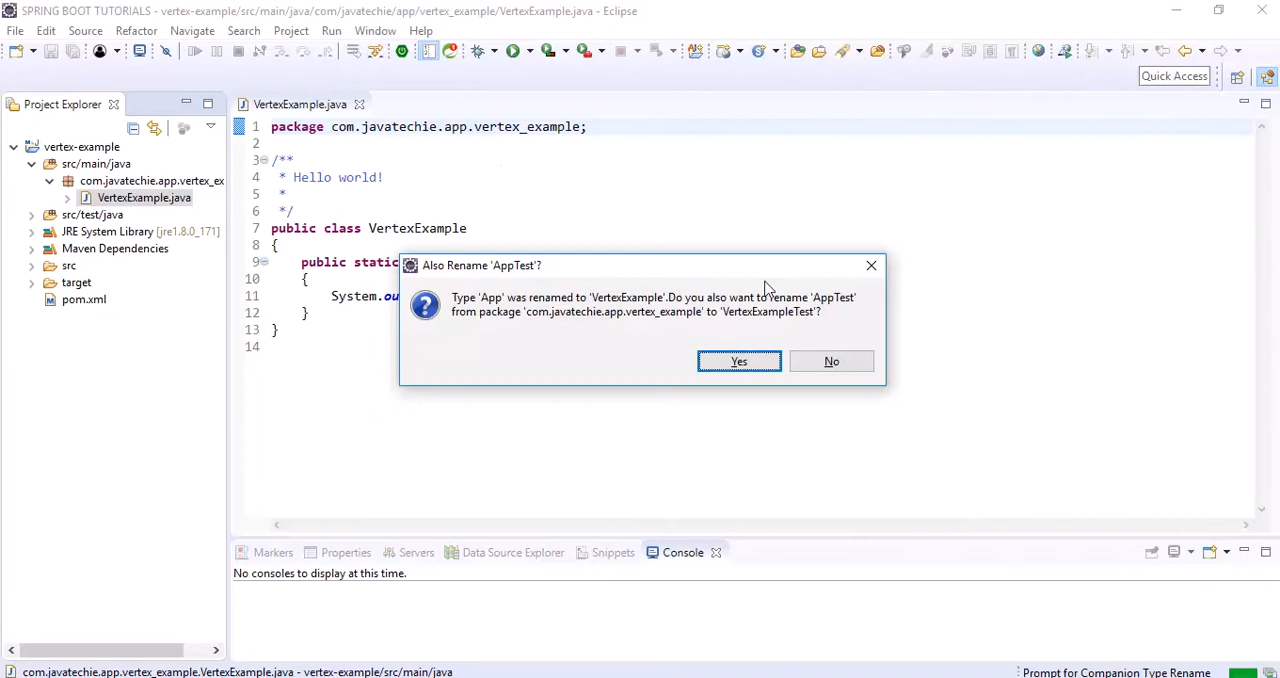 SPRING BOOT TUTORIALS - vertex-example/src/main/java/com/javatechie/app/vertex_example/VertexExample.java - Eclipse
File Edit Source Refactor Navigate Search Project Run Window Help
Quick Access
Project Explorer
VertexExample.java
vertex-example
src/main/java
com.javatechie.app.vertex_ex
VertexExample.java
src/test/java
JRE System Library [jre1.8.0_171]
Maven Dependencies
src
target
pom.xml
1 package com.javatechie.app.vertex_example;
2
3 /**
4 * Hello world!
5 *
6 */
7 public class VertexExample
8 {
9 public static
10 {
11 System.ou
12 }
13 }
14
Also Rename 'AppTest'?
Type 'App' was renamed to 'VertexExample'.Do you also want to rename 'AppTest'
from package 'com.javatechie.app.vertex_example' to 'VertexExampleTest'?
Yes No
Markers Properties Servers Data Source Explorer Snippets Console
No consoles to display at this time.
com.javatechie.app.vertex_example.VertexExample.java - vertex-example/src/main/java
Prompt for Companion Type Rename